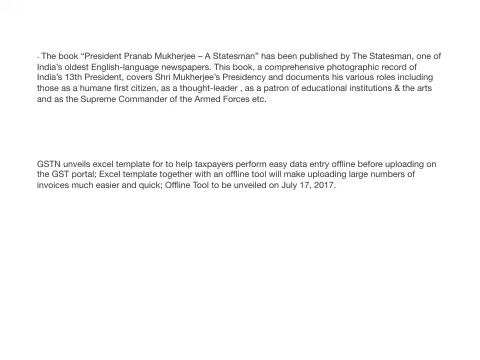 - The book “President Pranab Mukherjee – A Statesman” has been published by The Statesman, one of
India’s oldest English-language newspapers. This book, a comprehensive photographic record of
India’s 13th President, covers Shri Mukherjee’s Presidency and documents his various roles including
those as a humane first citizen, as a thought-leader , as a patron of educational institutions & the arts
and as the Supreme Commander of the Armed Forces etc.
GSTN unveils excel template for to help taxpayers perform easy data entry offline before uploading on
the GST portal; Excel template together with an offline tool will make uploading large numbers of
invoices much easier and quick; Offline Tool to be unveiled on July 17, 2017.